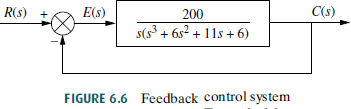 R(s) + E(s) 200 C(s)
s(s³ + 6s² + 11s + 6)
−
FIGURE 6.6 Feedback control system